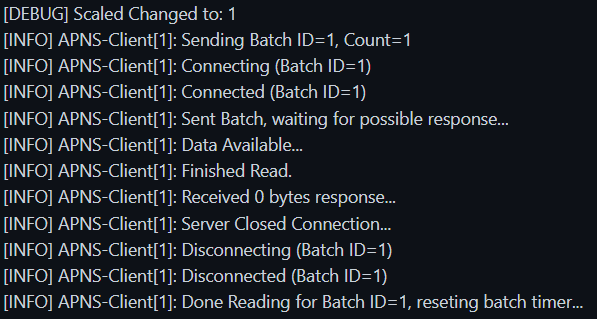 [DEBUG] Scaled Changed to: 1
[INFO] APNS-Client[1]: Sending Batch ID=1, Count=1
[INFO] APNS-Client[1]: Connecting (Batch ID=1)
[INFO] APNS-Client[1]: Connected (Batch ID=1)
[INFO] APNS-Client[1]: Sent Batch, waiting for possible response...
[INFO] APNS-Client[1]: Data Available...
[INFO] APNS-Client[1]: Finished Read.
[INFO] APNS-Client[1]: Received 0 bytes response...
[INFO] APNS-Client[1]: Server Closed Connection...
[INFO] APNS-Client[1]: Disconnecting (Batch ID=1)
[INFO] APNS-Client[1]: Disconnected (Batch ID=1)
[INFO] APNS-Client[1]: Done Reading for Batch ID=1, reseting batch timer...